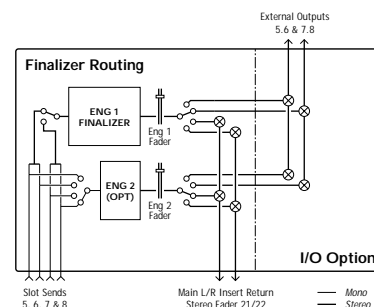 External Outputs
5.6 & 7.8
Finalizer Routing
ENG 1
FINALIZER
Eng 1
Fader
ENG 2
(OPT)
Eng 2
Fader
I/O Option
Slot Sends
5, 6, 7 & 8
Main L/R Insert Return
Stereo Fader 21/22
Mono
Stereo